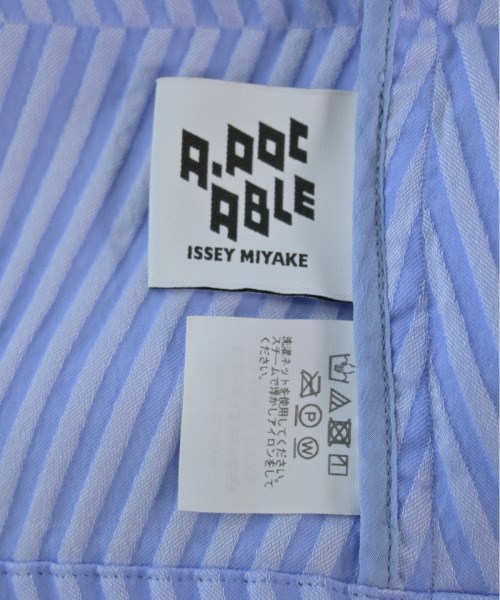 A.POC
ABLE
ISSEY MIYAKE
洗濯ネットを使用してください。
スチームで浮かしアイロンをして
ください。
P
W